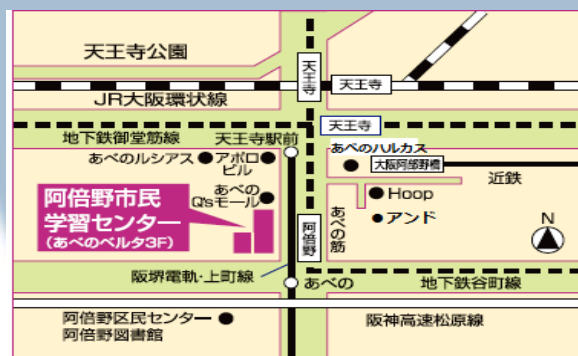 天王寺公園
天王寺
天王寺
JR大阪環状線
天王寺
地下鉄御堂筋線
天王寺駅前
あべのハルカス
あべのルシアス
アポロ
ビル
大阪阿部野橋
近鉄
あべの
Q'sモール
Hoop
アンド
阿倍野市民
学習センター
(あべのベルタ3F)
阿倍野
あべの筋
N
阪堺電軌・上町線
あべの
地下鉄谷町線
阿倍野区民センター
阿倍野図書館
阪神高速松原線